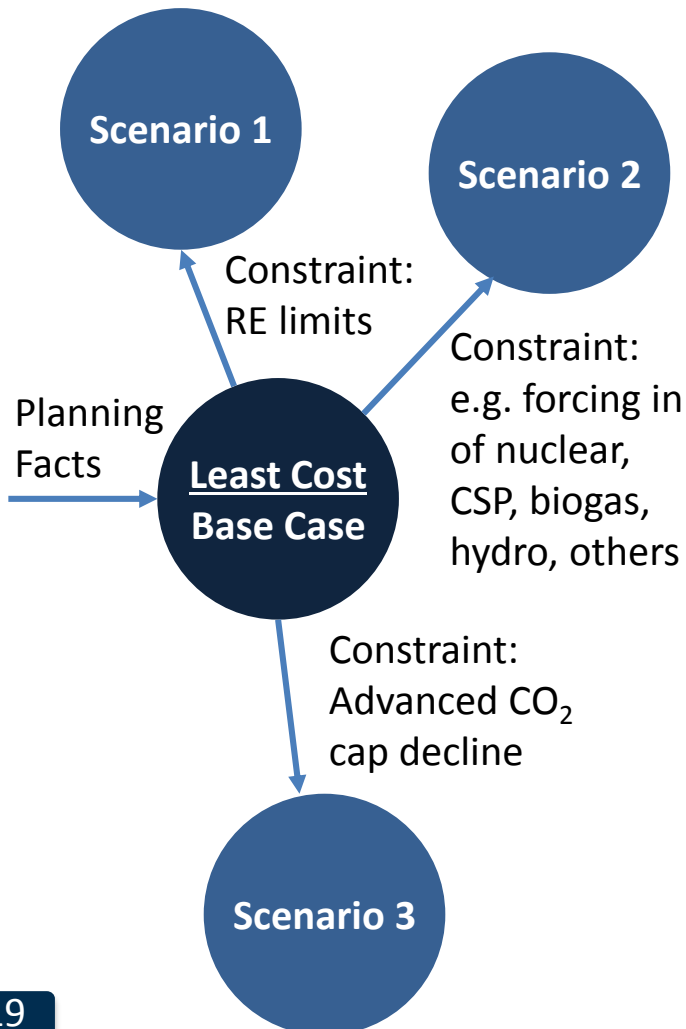 Scenario 1
Scenario 2
Constraint:
RE limits
Constraint:
e.g. forcing in
of nuclear,
CSP, biogas,
hydro, others
Planning
Facts
Least Cost
Base Case
Constraint:
Advanced CO₂
cap decline
Scenario 3